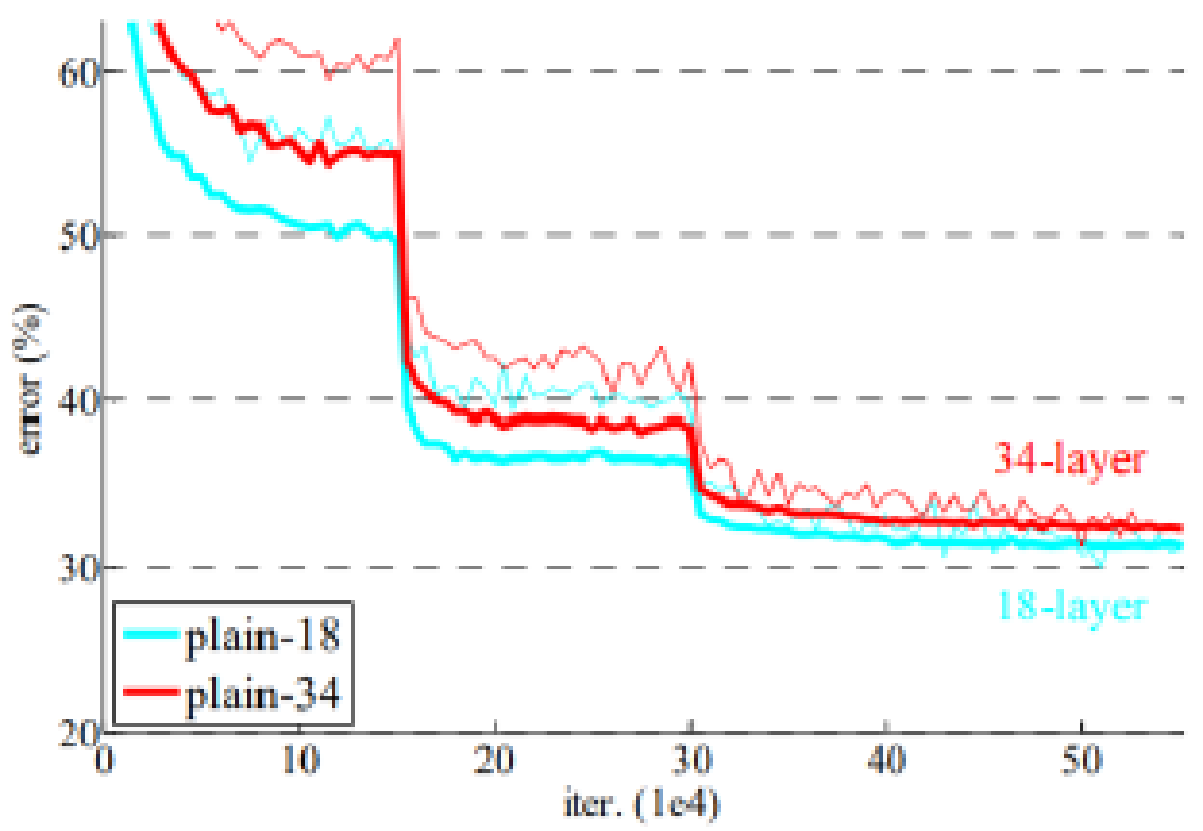 60
50
40
30
20
error (%)
34-layer
18-layer
plain-18
plain-34
0 10 20 30 40 50
iter. (1e4)